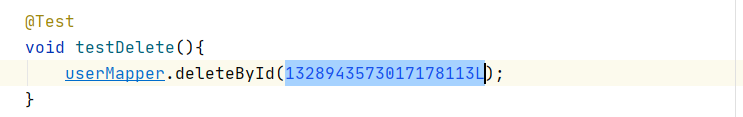 @Test
void testDelete(){
userMapper.deleteById(1328943573017178113L);
}